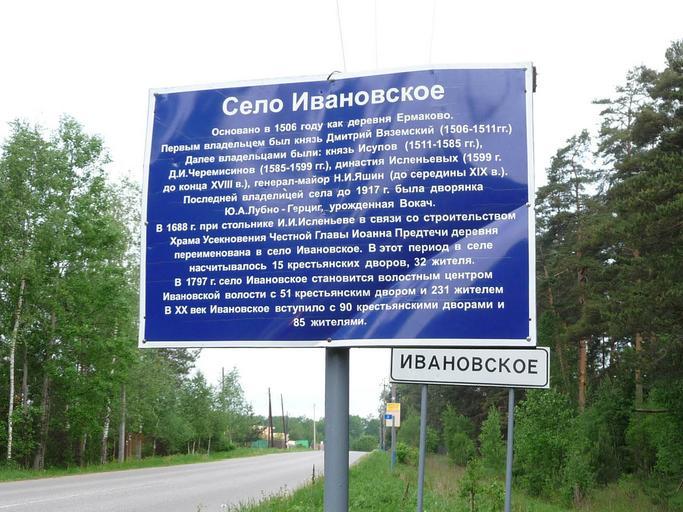 Село Ивановское
Основано в 1506 году как деревня Ермаково.
Первым владельцем был князь Дмитрий Вяземский (1506-1511гг.)
Далее владельцами были: князь Исупов (1511-1585 гг.),
Д.И.Черемисинов (1585-1599 гг.), династия Исленьевых (1599 г.
до конца XVIII в.), генерал-майор Н.И.Яшин (до середины XIX в.).
Последней владелицей села до 1917 г. была дворянка
Ю.А.Лубно - Герциг, урожденная Вокач.
В 1688 г. при стольнике И.И.Исленьеве в связи со строительством
Храма Усекновения Честной Главы Иоанна Предтечи деревня
переименована в село Ивановское. В этот период в селе
насчитывалось 15 крестьянских дворов, 32 жителя.
В 1797 г. село Ивановское становится волостным центром
Ивановской волости с 51 крестьянским двором и 231 жителем
В XX век Ивановское вступило с 90 крестьянскими дворами и
85 жителями.
ИВАНОВСКОЕ